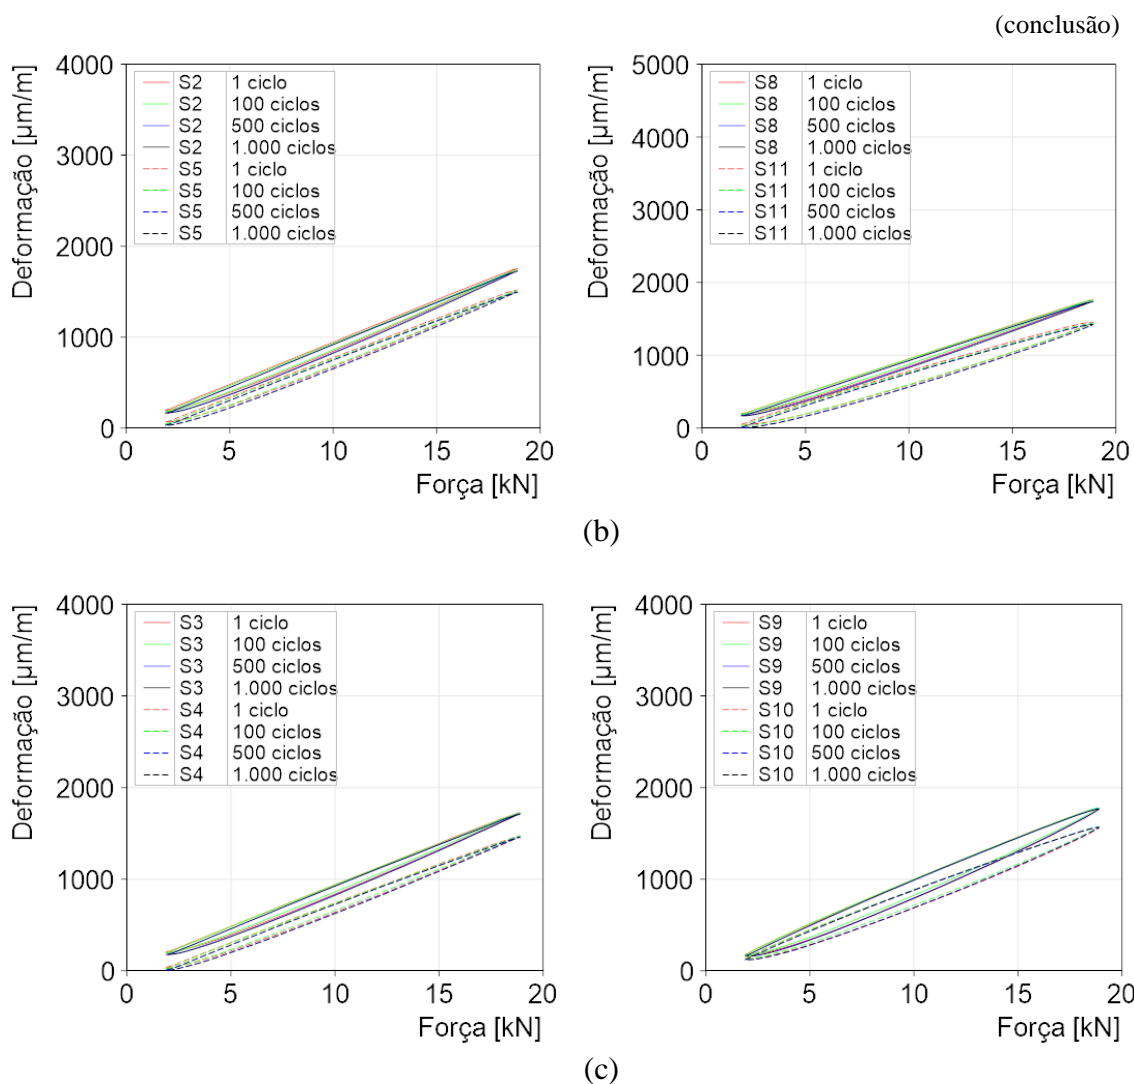 (conclusão)
Deformação [µm/m]
4000
3000
2000
1000
0
S2 1 ciclo
S2 100 ciclos
S2 500 ciclos
S2 1.000 ciclos
S5 1 ciclo
S5 100 ciclos
S5 500 ciclos
S5 1.000 ciclos
0 5 10 15 20
Força [kN]
Deformação [µm/m]
5000
4000
3000
2000
1000
0
S8 1 ciclo
S8 100 ciclos
S8 500 ciclos
S8 1.000 ciclos
S11 1 ciclo
S11 100 ciclos
S11 500 ciclos
S11 1.000 ciclos
0 5 10 15 20
Força [kN]
(b)
Deformação [µm/m]
4000
3000
2000
1000
0
S3 1 ciclo
S3 100 ciclos
S3 500 ciclos
S3 1.000 ciclos
S4 1 ciclo
S4 100 ciclos
S4 500 ciclos
S4 1.000 ciclos
0 5 10 15 20
Força [kN]
Deformação [µm/m]
4000
3000
2000
1000
0
S9 1 ciclo
S9 100 ciclos
S9 500 ciclos
S9 1.000 ciclos
S10 1 ciclo
S10 100 ciclos
S10 500 ciclos
S10 1.000 ciclos
0 5 10 15 20
Força [kN]
(c)